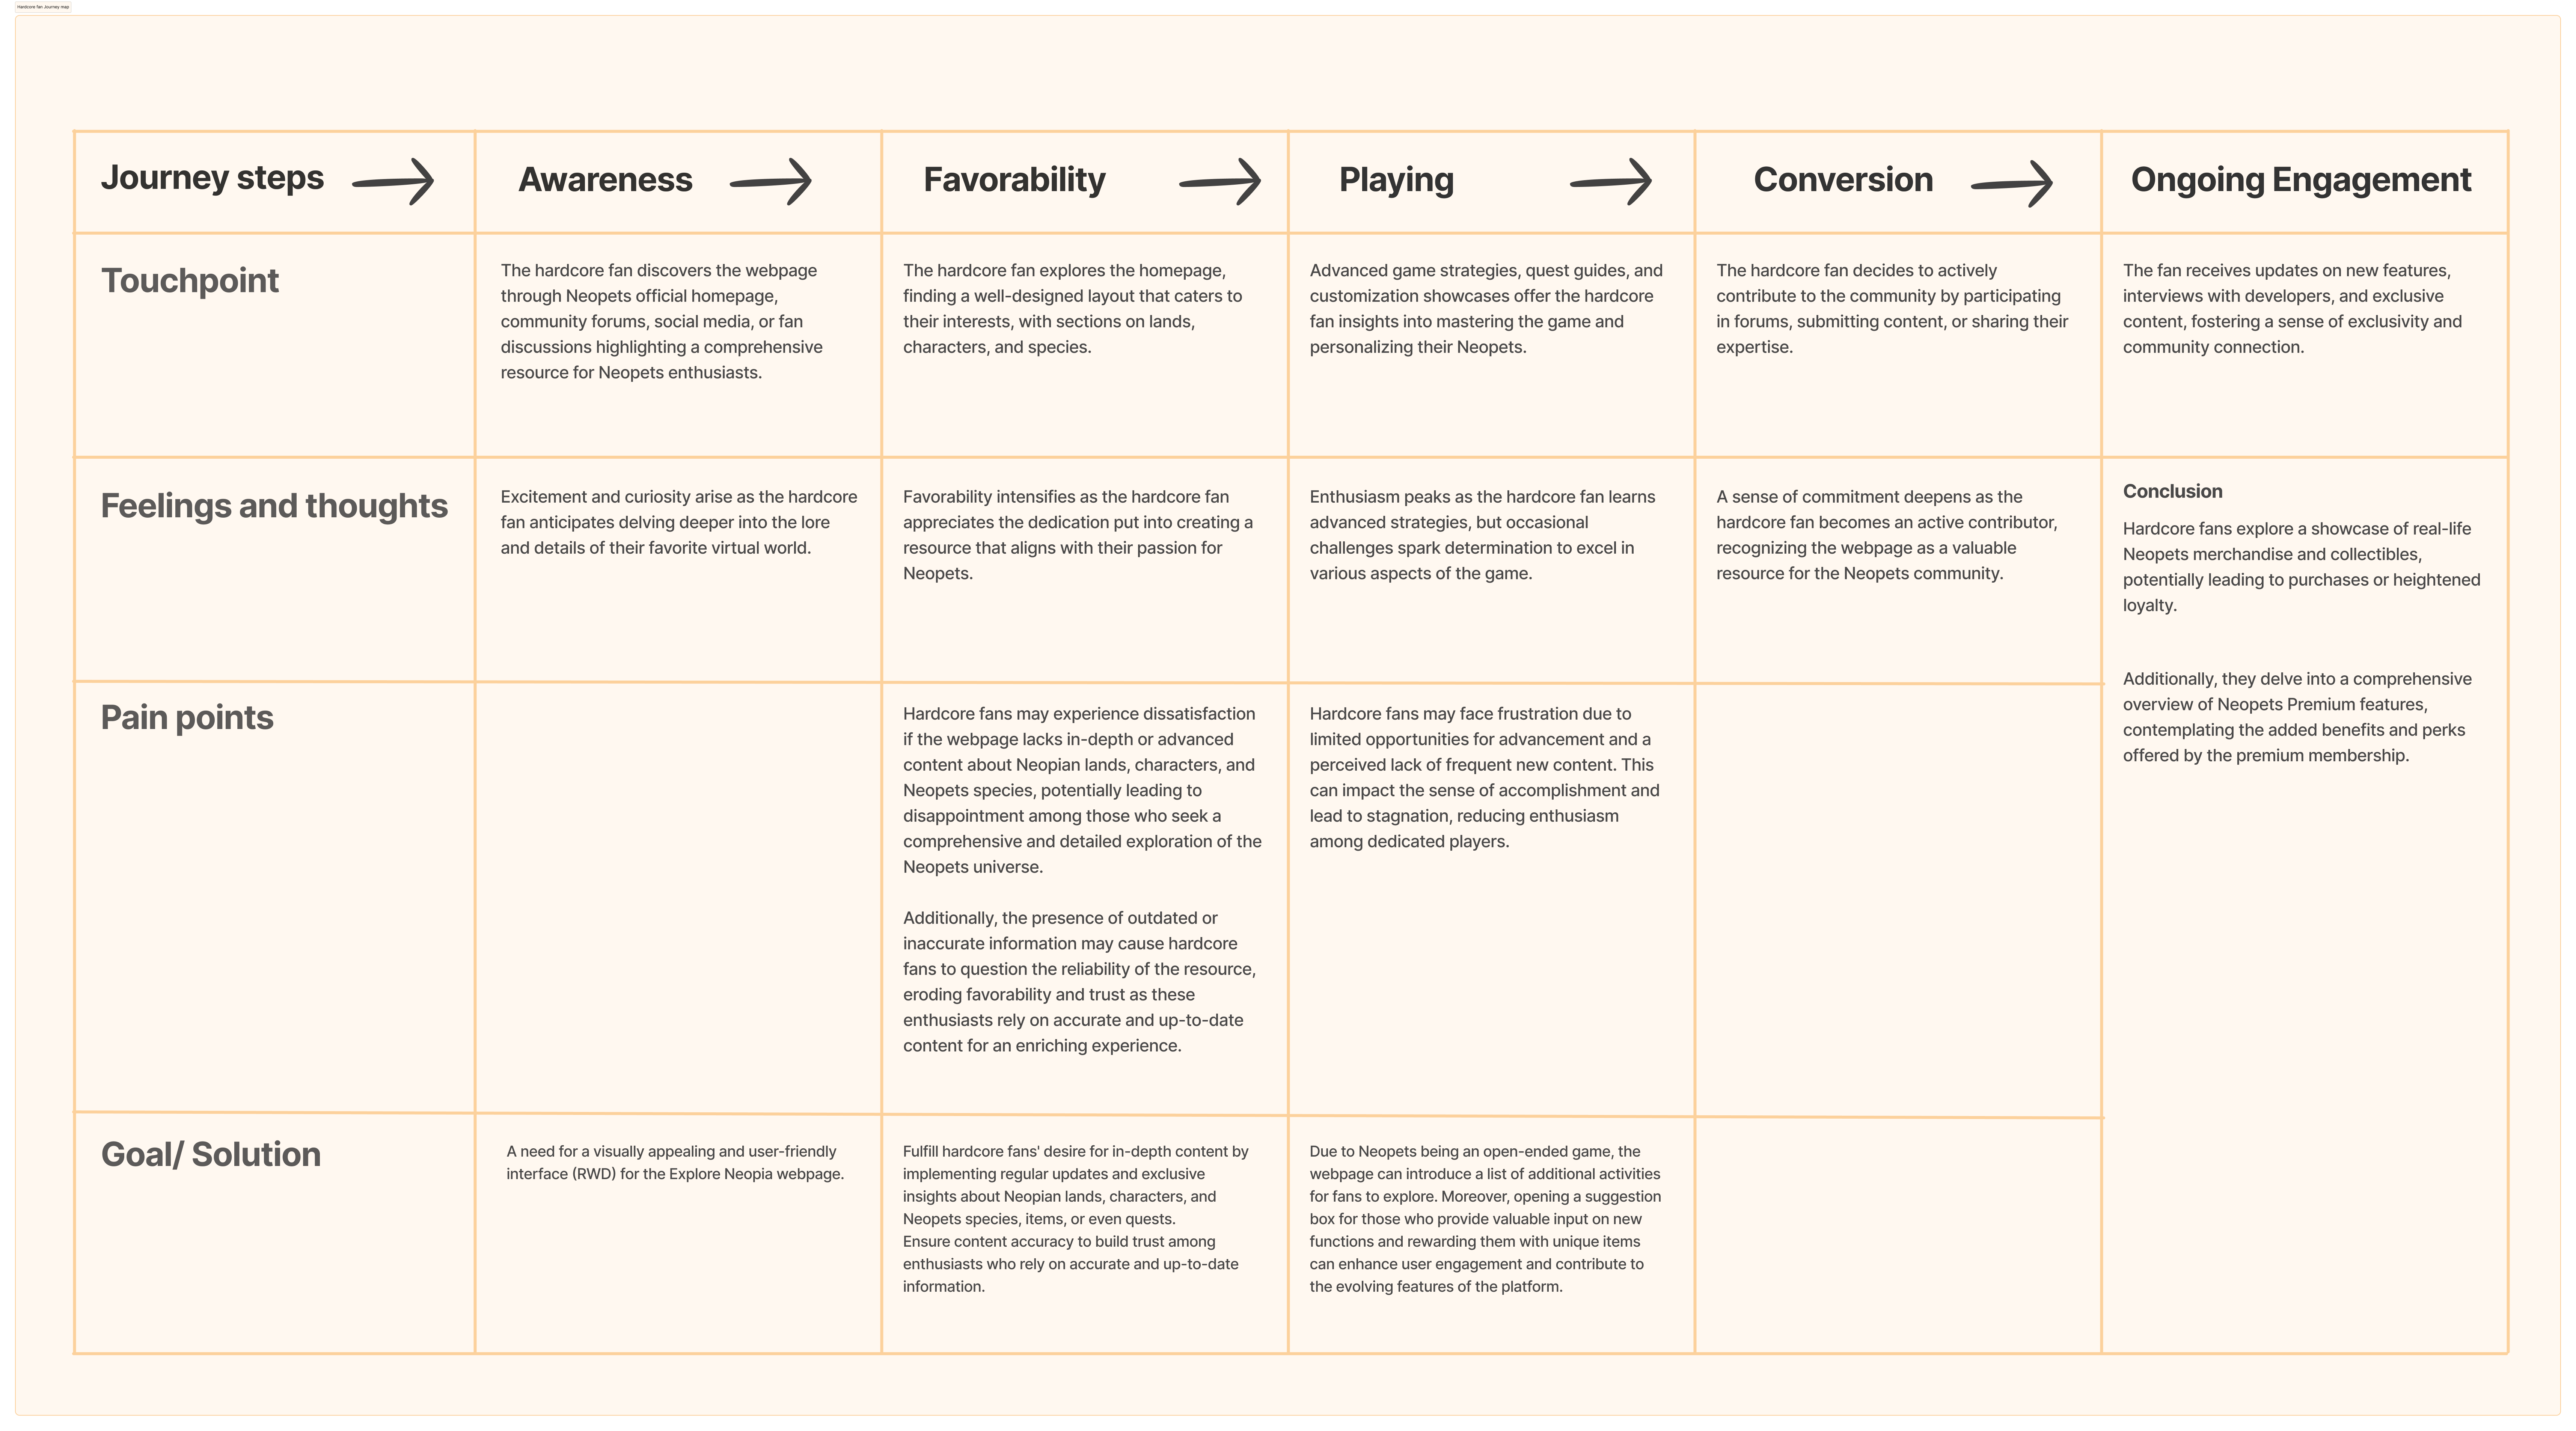 Hardcore fan Journey map
Journey steps
Awareness
Favorability
Playing
Conversion
Ongoing Engagement
Touchpoint
The hardcore fan discovers the webpage
through Neopets official homepage,
community forums, social media, or fan
discussions highlighting a comprehensive
resource for Neopets enthusiasts.
The hardcore fan explores the homepage,
finding a well-designed layout that caters to
their interests, with sections on lands,
characters, and species.
Advanced game strategies, quest guides, and
customization showcases offer the hardcore
fan insights into mastering the game and
personalizing their Neopets.
The hardcore fan decides to actively
contribute to the community by participating
in forums, submitting content, or sharing their
expertise.
The fan receives updates on new features,
interviews with developers, and exclusive
content, fostering a sense of exclusivity and
community connection.
Feelings and thoughts
Excitement and curiosity arise as the hardcore
fan anticipates delving deeper into the lore
and details of their favorite virtual world.
Favorability intensifies as the hardcore fan
appreciates the dedication put into creating a
resource that aligns with their passion for
Neopets.
Enthusiasm peaks as the hardcore fan learns
advanced strategies, but occasional
challenges spark determination to excel in
various aspects of the game.
A sense of commitment deepens as the
hardcore fan becomes an active contributor,
recognizing the webpage as a valuable
resource for the Neopets community.
Conclusion
Hardcore fans explore a showcase of real-life
Neopets merchandise and collectibles,
potentially leading to purchases or heightened
loyalty.
Additionally, they delve into a comprehensive
overview of Neopets Premium features,
contemplating the added benefits and perks
offered by the premium membership.
Pain points
Hardcore fans may experience dissatisfaction
if the webpage lacks in-depth or advanced
content about Neopian lands, characters, and
Neopets species, potentially leading to
disappointment among those who seek a
comprehensive and detailed exploration of the
Neopets universe.
Additionally, the presence of outdated or
inaccurate information may cause hardcore
fans to question the reliability of the resource,
eroding favorability and trust as these
enthusiasts rely on accurate and up-to-date
content for an enriching experience.
Hardcore fans may face frustration due to
limited opportunities for advancement and a
perceived lack of frequent new content. This
can impact the sense of accomplishment and
lead to stagnation, reducing enthusiasm
among dedicated players.
Goal/ Solution
A need for a visually appealing and user-friendly
interface (RWD) for the Explore Neopia webpage.
Fulfill hardcore fans' desire for in-depth content by
implementing regular updates and exclusive
insights about Neopian lands, characters, and
Neopets species, items, or even quests.
Ensure content accuracy to build trust among
enthusiasts who rely on accurate and up-to-date
information.
Due to Neopets being an open-ended game, the
webpage can introduce a list of additional activities
for fans to explore. Moreover, opening a suggestion
box for those who provide valuable input on new
functions and rewarding them with unique items
can enhance user engagement and contribute to
the evolving features of the platform.